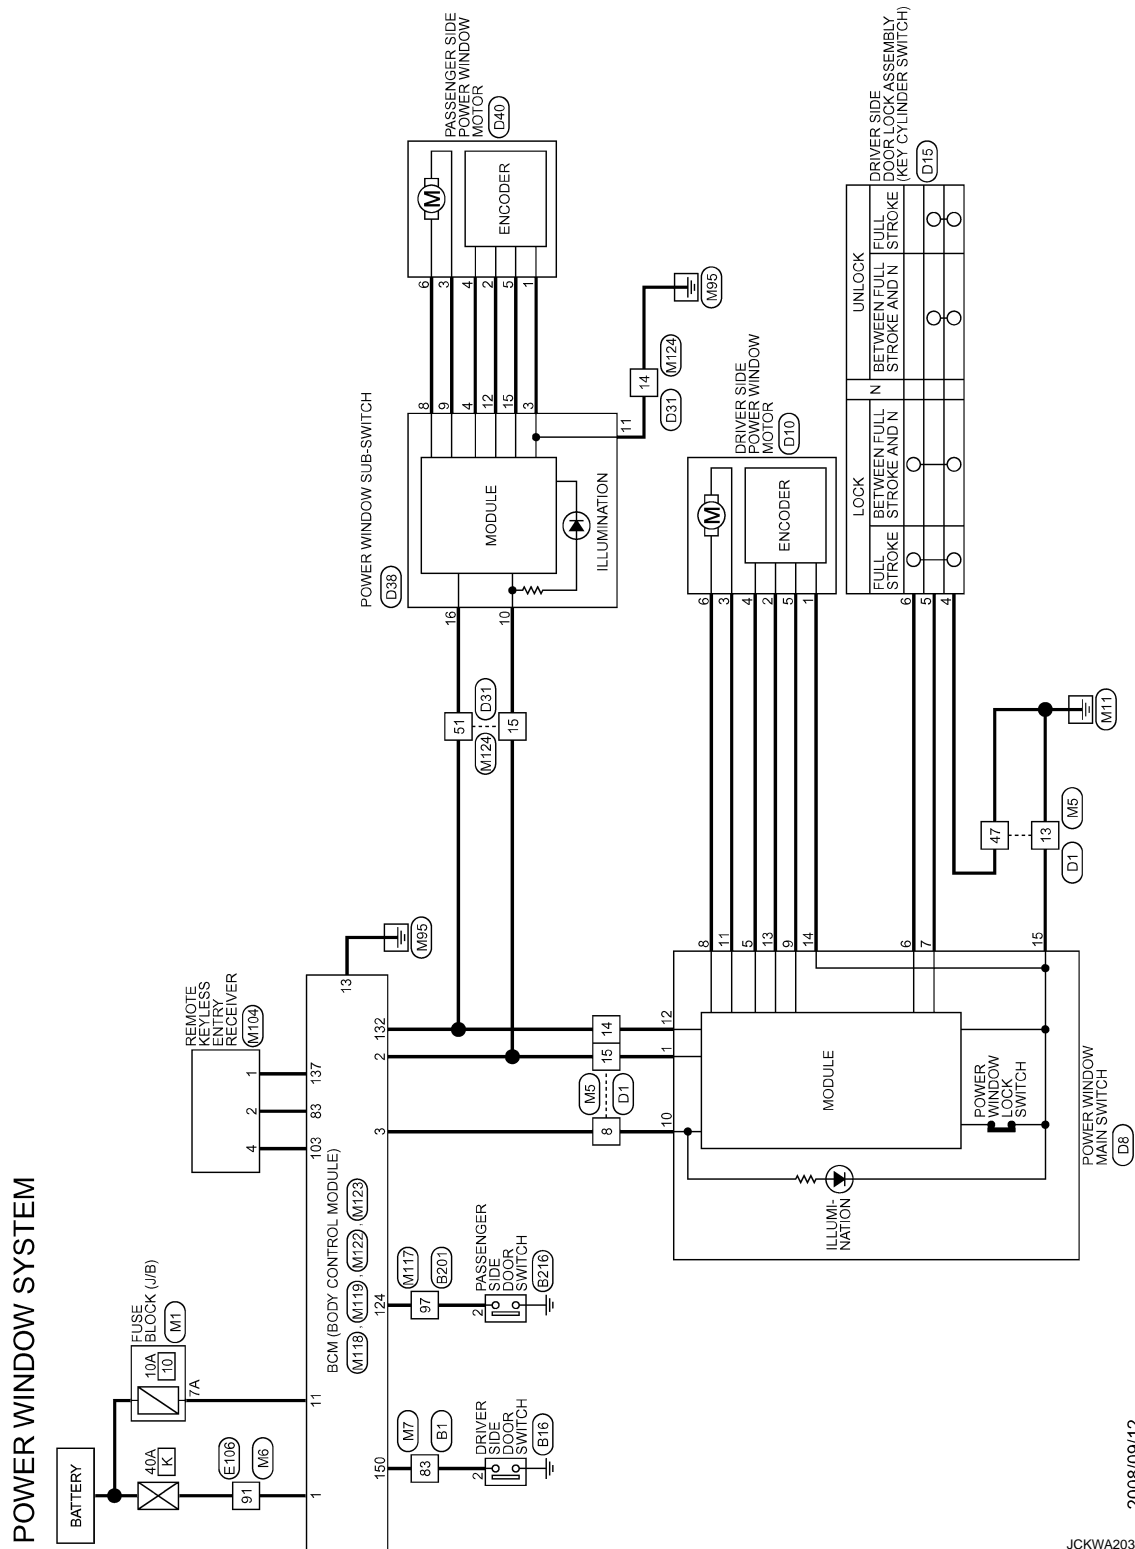 POWER WINDOW SYSTEM
BATTERY
40A
K
E106
91
M6
1
10A
10
FUSE
BLOCK (J/B)
M1
7A
11
REMOTE
KEYLESS
ENTRY
RECEIVER
M104
4
2
1
103
83
137
BCM (BODY CONTROL MODULE)
M118 , M119 , M122 , M123
13
M95
150
124
3
2
132
M7
83
B1
2
DRIVER
SIDE
DOOR
SWITCH
B16
M117
97
B201
2
PASSENGER
SIDE
DOOR
SWITCH
B216
51
D31
M124
15
16
10
POWER WINDOW SUB-SWITCH
D38
MODULE
ILLUMINATION
8
9
4
12
15
3
11
6
3
4
2
5
1
M
ENCODER
PASSENGER SIDE
POWER WINDOW
MOTOR
D40
14
D31
M124
M95
8
M5
D1
15
14
10
1
12
MODULE
ILLUMI-
NATION
POWER
WINDOW
LOCK
SWITCH
POWER WINDOW
MAIN SWITCH
D8
8
11
5
13
9
14
6
7
15
6
3
4
2
5
1
M
ENCODER
DRIVER SIDE
POWER WINDOW
MOTOR
D10
47
13
D1
M5
M11
6
5
4
LOCK
N
UNLOCK
FULL
STROKE
BETWEEN FULL
STROKE AND N
BETWEEN FULL
STROKE AND N
FULL
STROKE
DRIVER SIDE
DOOR LOCK ASSEMBLY
(KEY CYLINDER SWITCH)
D15
2008/09/12
JCKWA203